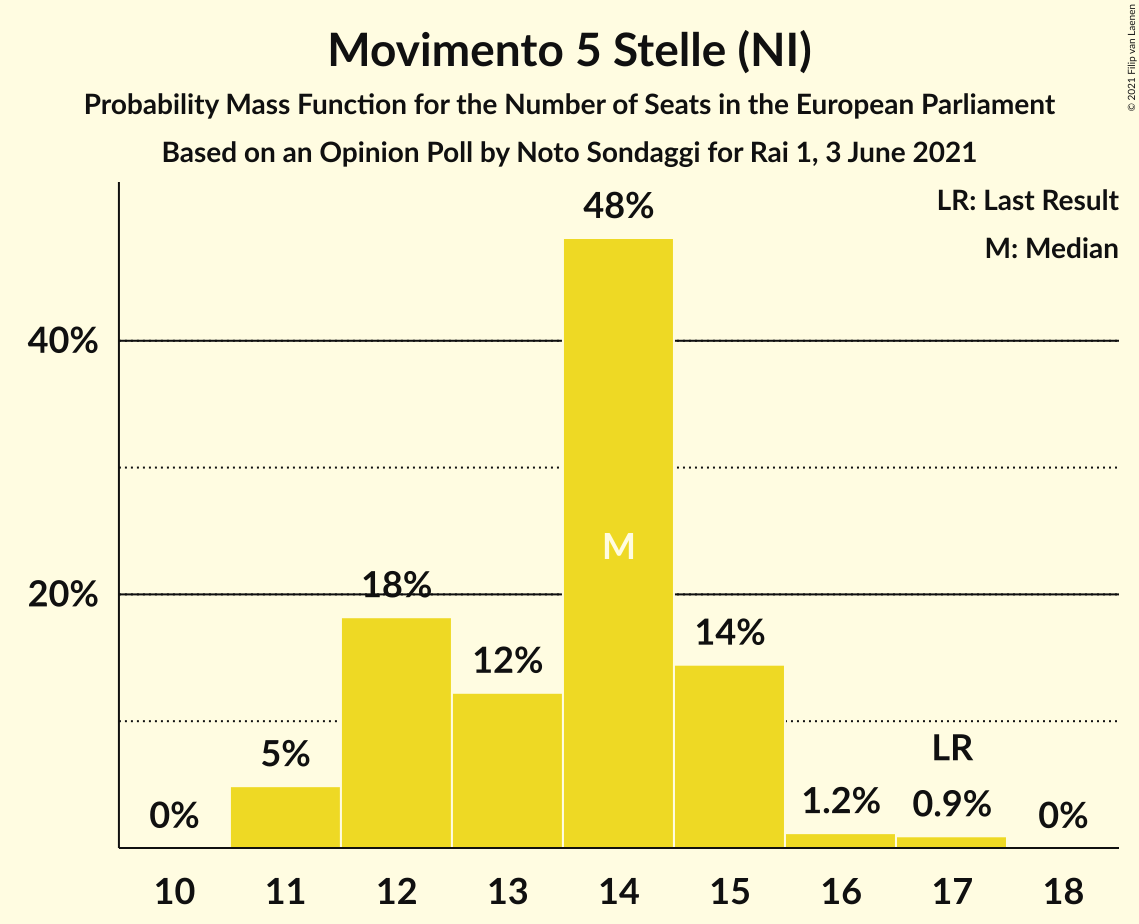 Movimento 5 Stelle (NI)
Probability Mass Function for the Number of Seats in the European Parliament
Based on an Opinion Poll by Noto Sondaggi for Rai 1, 3 June 2021
© 2021 Filip van Laenen
LR: Last Result
M: Median
48%
40%
M
20%
18%
14%
12%
5%
LR
0%
1.2%
0.9%
0%
10 11 12 13 14 15 16 17 18